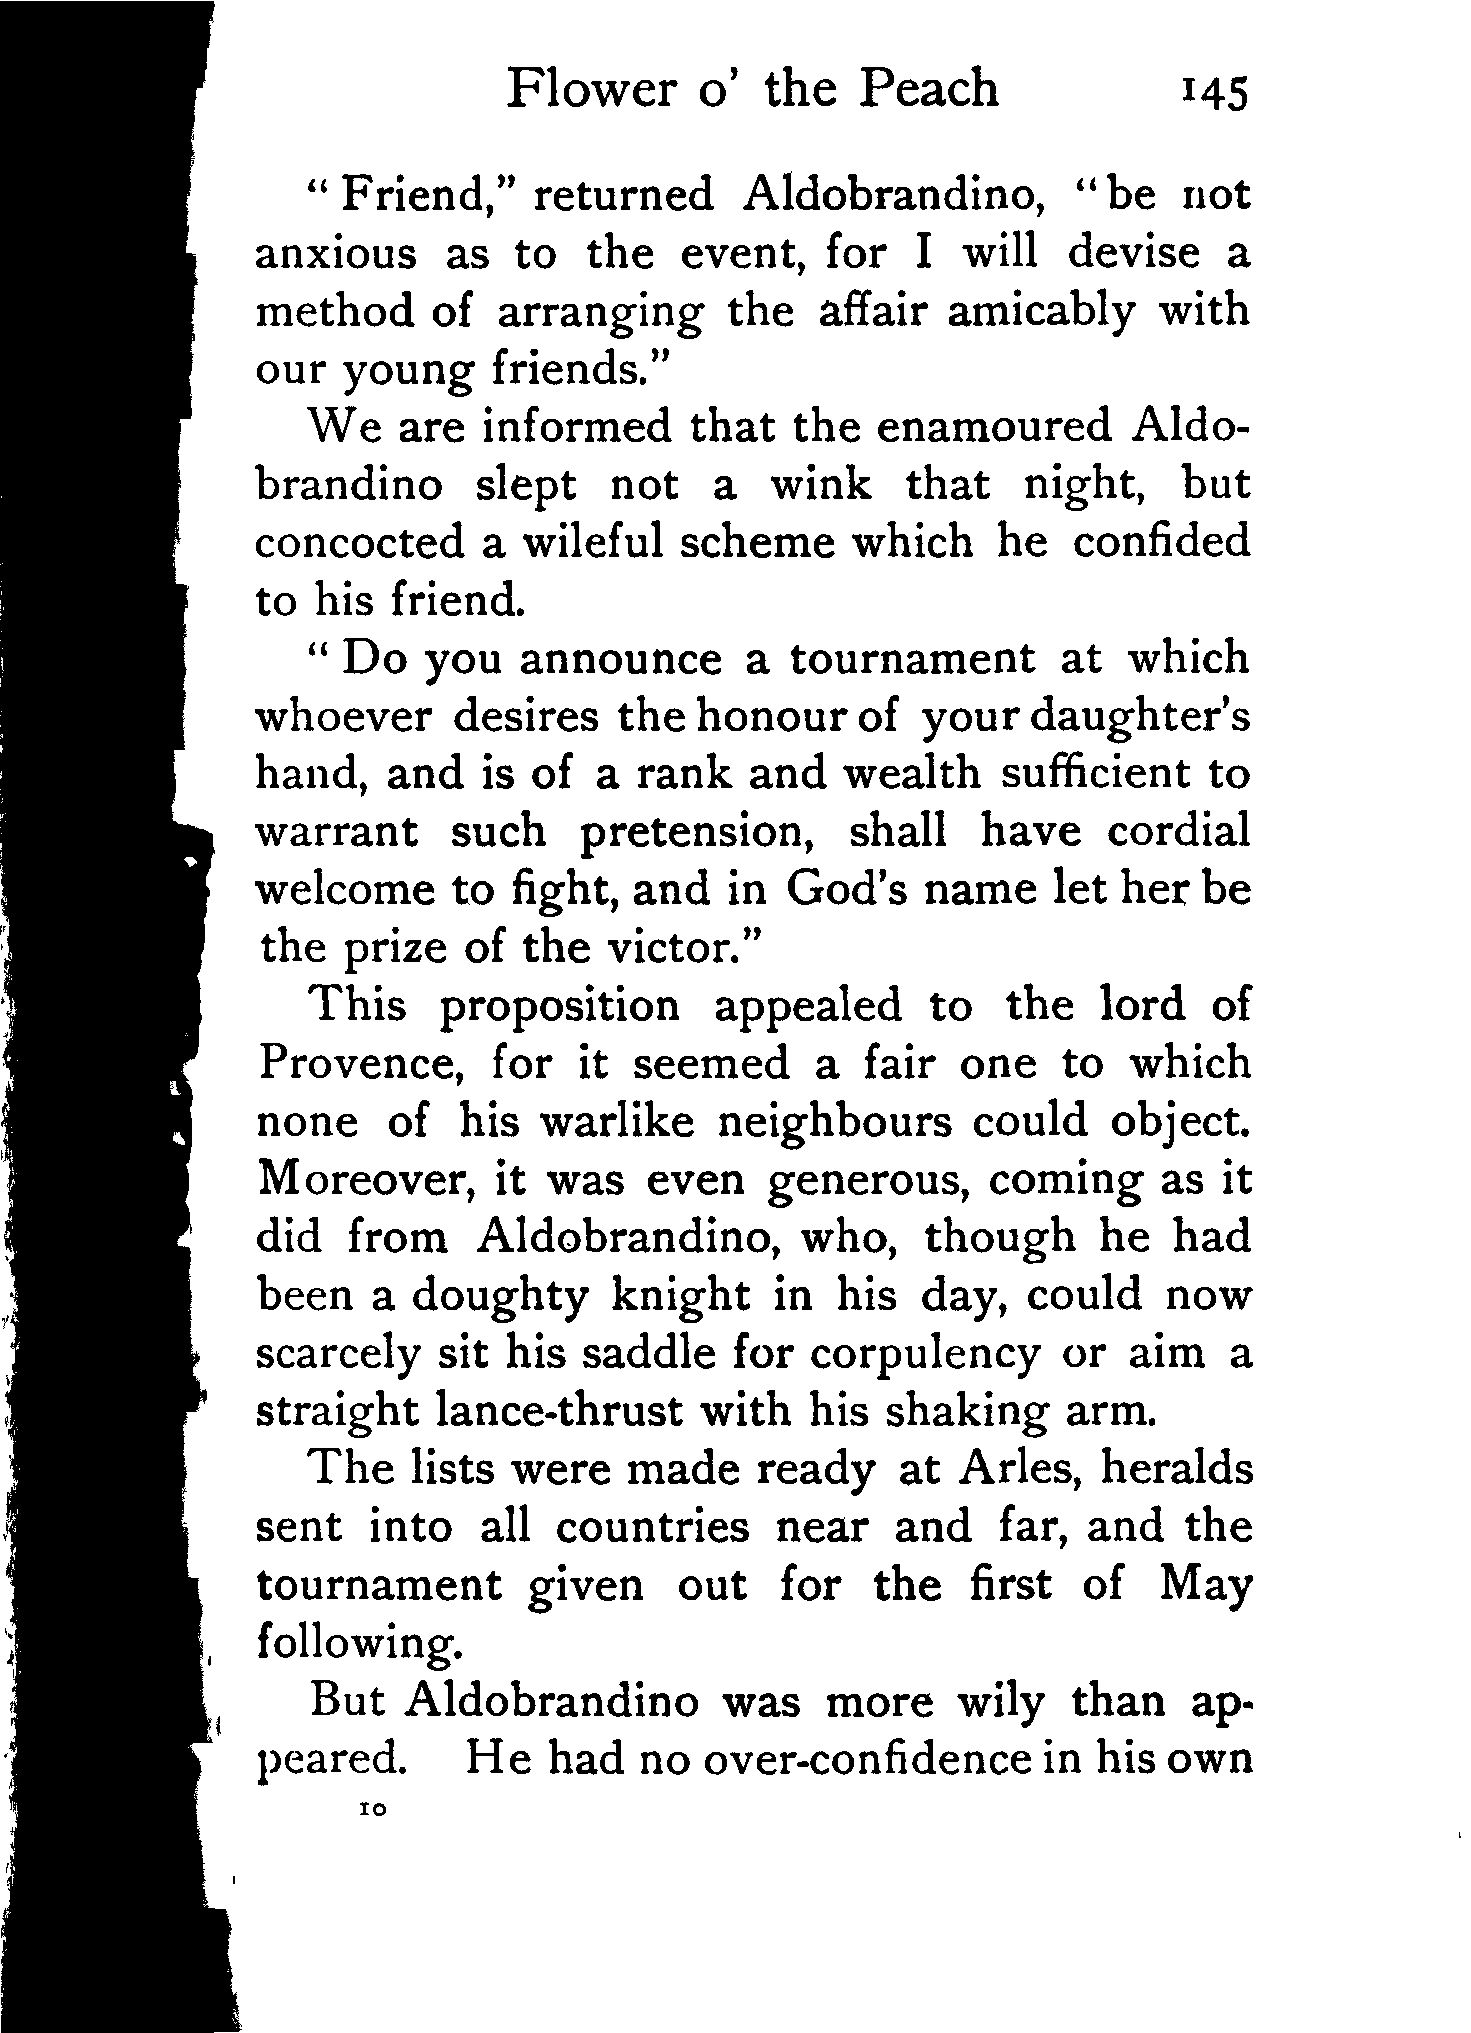 Flower o' the Peach 145
" Friend," returned Aldobrandino, "be not
anxious as to the event, for I will devise a
method of arranging the affair amicably with
our young friends."
We are informed that the enamoured Aldo-
brandino slept not a wink that night, but
concocted a wileful scheme which he confided
to his friend.
" Do you announce a tournament at which
whoever desires the honour of your daughter's
hand, and is of a rank and wealth sufficient to
warrant such pretension, shall have cordial
welcome to fight, and in God's name let her be
the prize of the victor."
This proposition appealed to the lord of
Provence, for it seemed a fair one to which
none of his warlike neighbours could object.
Moreover, it was even generous, coming as it
did from Aldobrandino, who, though he had
been a doughty knight in his day, could now
scarcely sit his saddle for corpulency or aim a
straight lance-thrust with his shaking arm.
The lists were made ready at Arles, heralds
sent into all countries near and far, and the
tournament given out for the first of May
following.
But Aldobrandino was more wily than ap-
peared. He had no over-confidence in his own
10